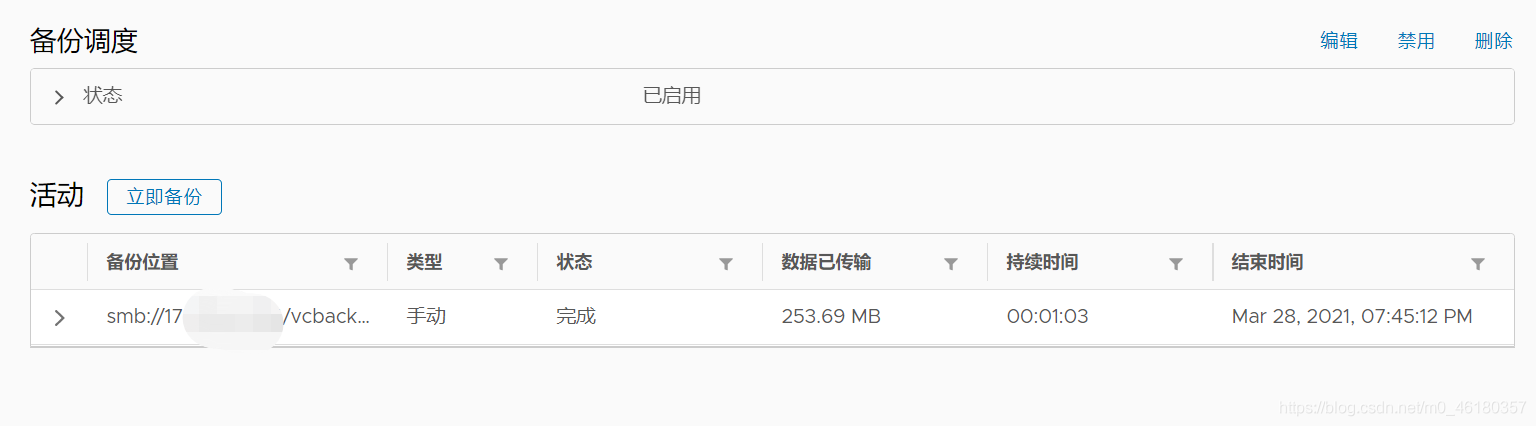 备份调度 编辑 禁用 删除
状态 已启用
活动 立即备份
备份位置 类型 状态 数据已传输 持续时间 结束时间
smb://17 /vcback... 手动 完成 253.69 MB 00:01:03 Mar 28, 2021, 07:45:12 PM
https://blog.csdn.net/m0_46180357